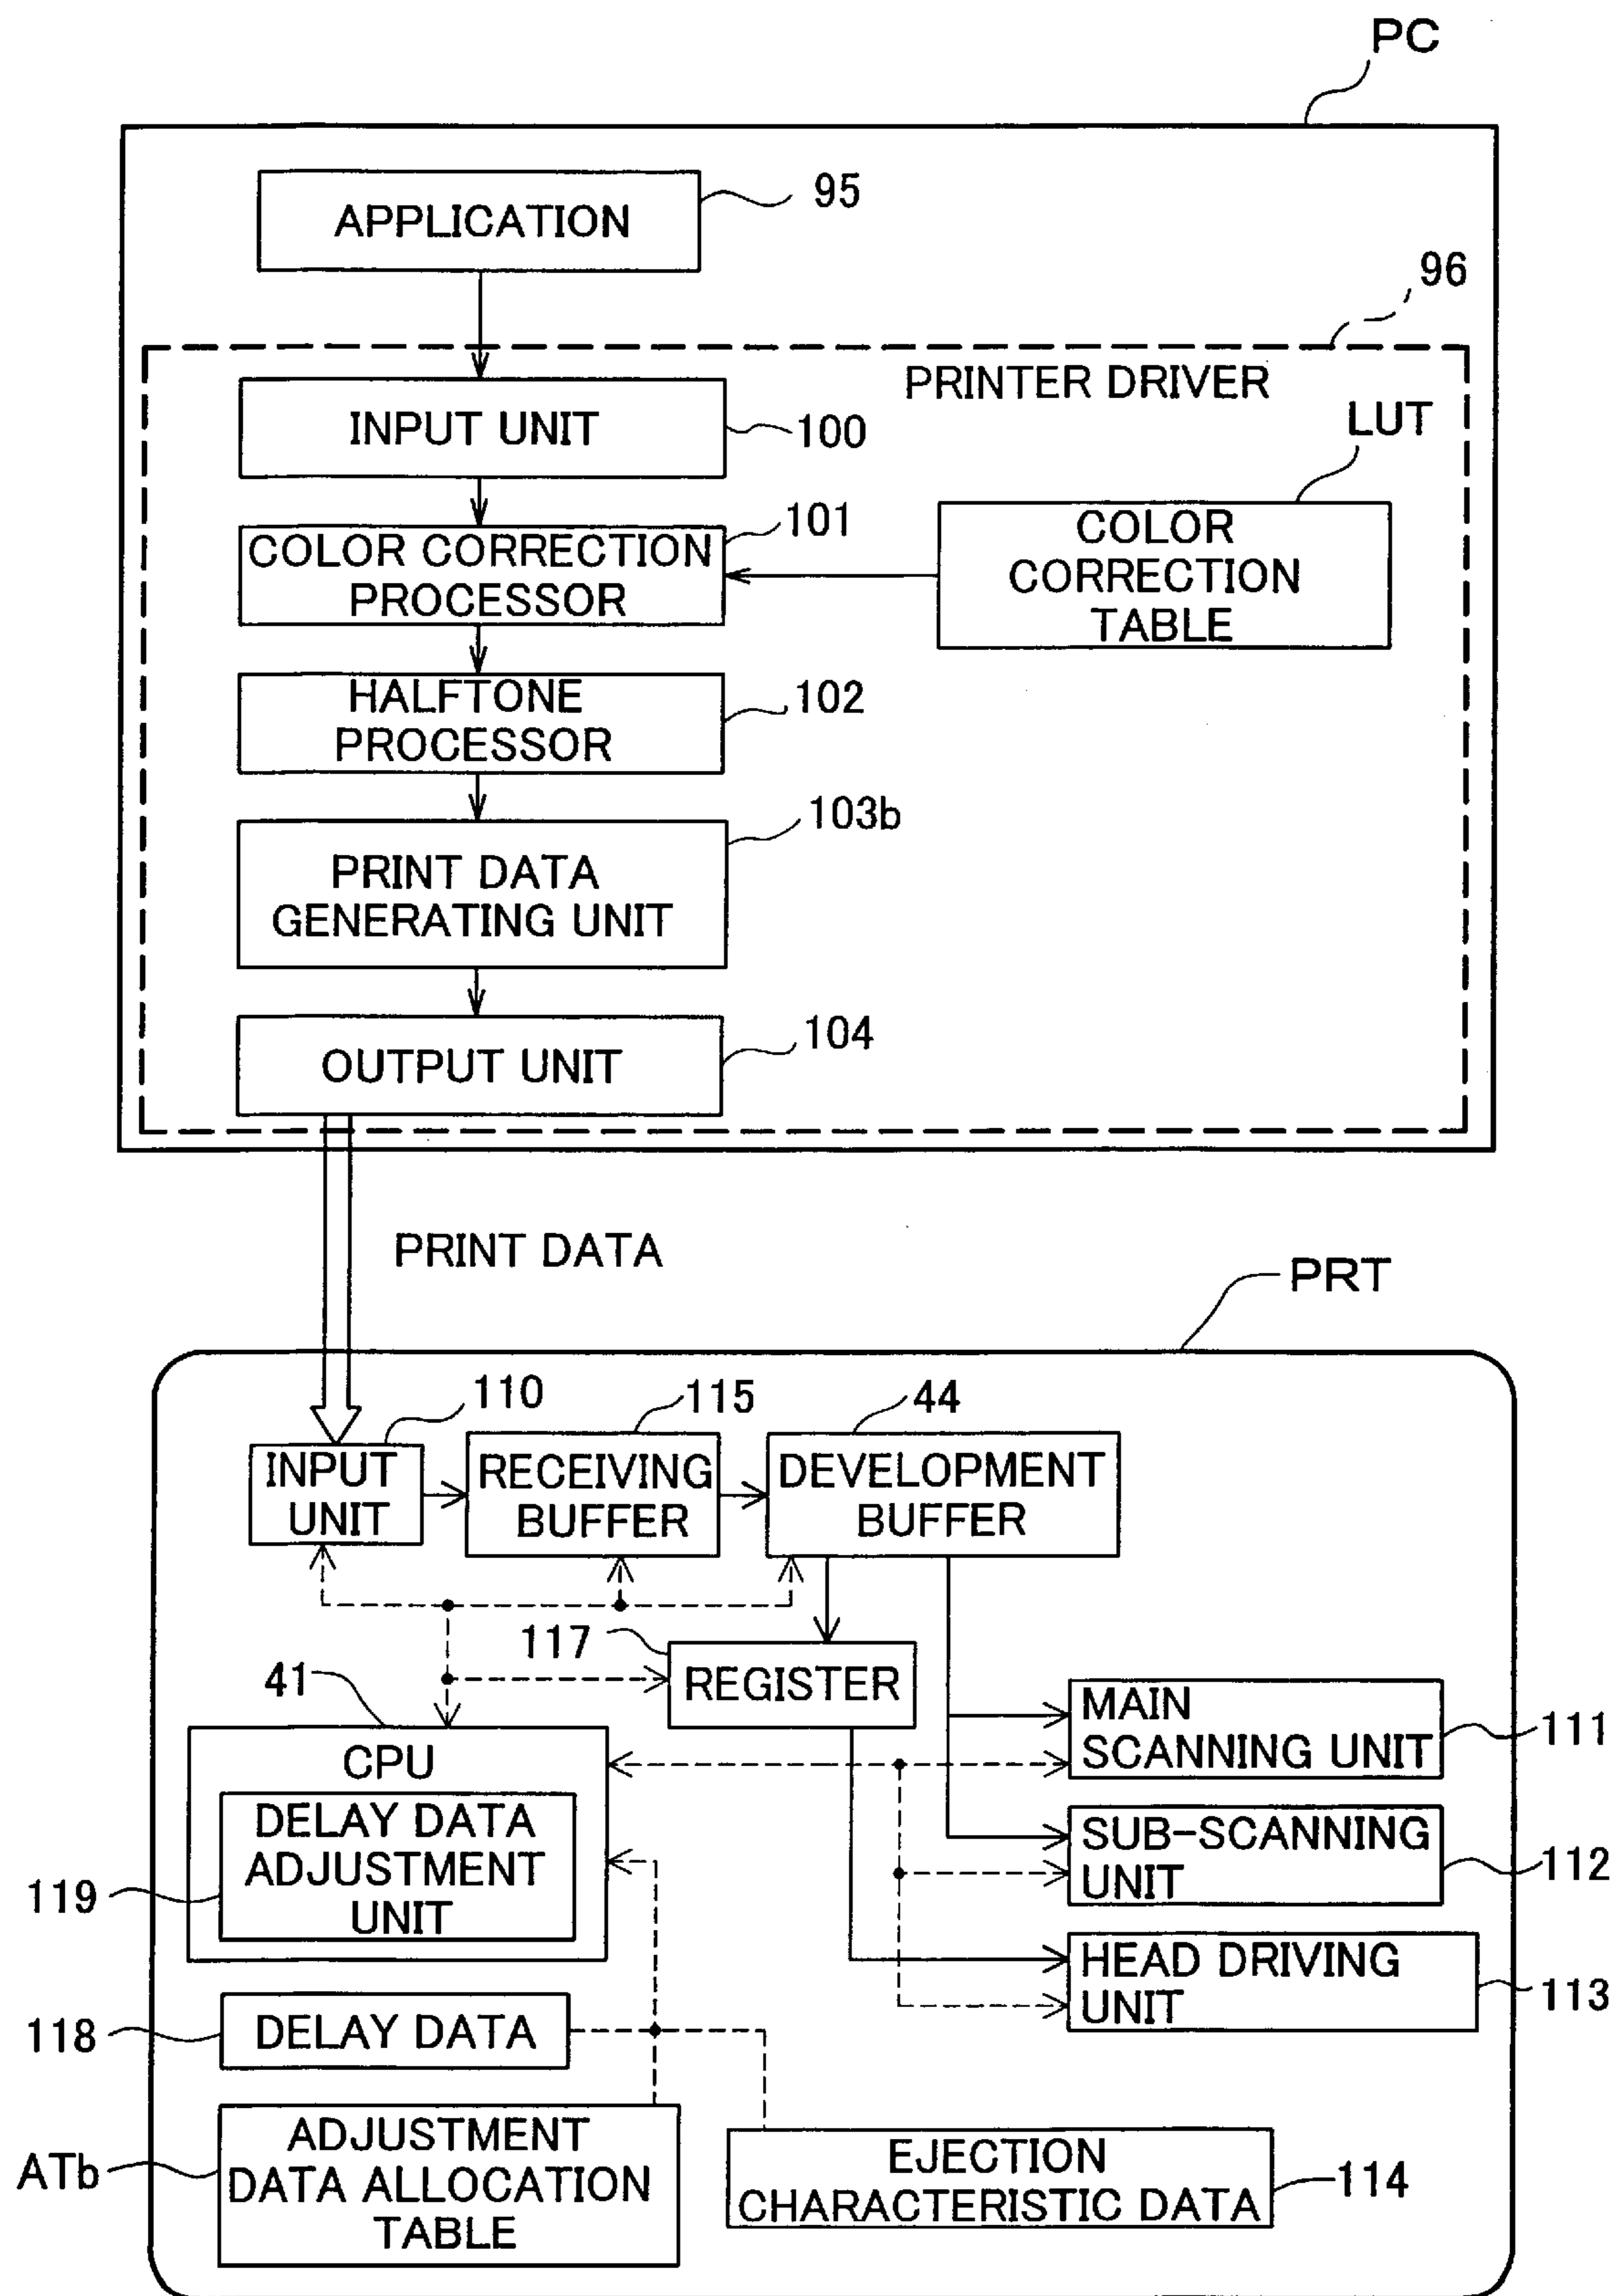 PC
APPLICATION
95
96
PRINTER DRIVER
INPUT UNIT
100
LUT
COLOR CORRECTION
PROCESSOR
101
COLOR
CORRECTION
TABLE
HALFTONE
PROCESSOR
102
PRINT DATA
GENERATING UNIT
103b
OUTPUT UNIT
104
PRINT DATA
PRT
110
115
44
INPUT
UNIT
RECEIVING
BUFFER
DEVELOPMENT
BUFFER
117
REGISTER
41
CPU
DELAY DATA
ADJUSTMENT
UNIT
119
MAIN
SCANNING UNIT
111
SUB-SCANNING
UNIT
112
HEAD DRIVING
UNIT
113
118
DELAY DATA
ATb
ADJUSTMENT
DATA ALLOCATION
TABLE
EJECTION
CHARACTERISTIC DATA
114